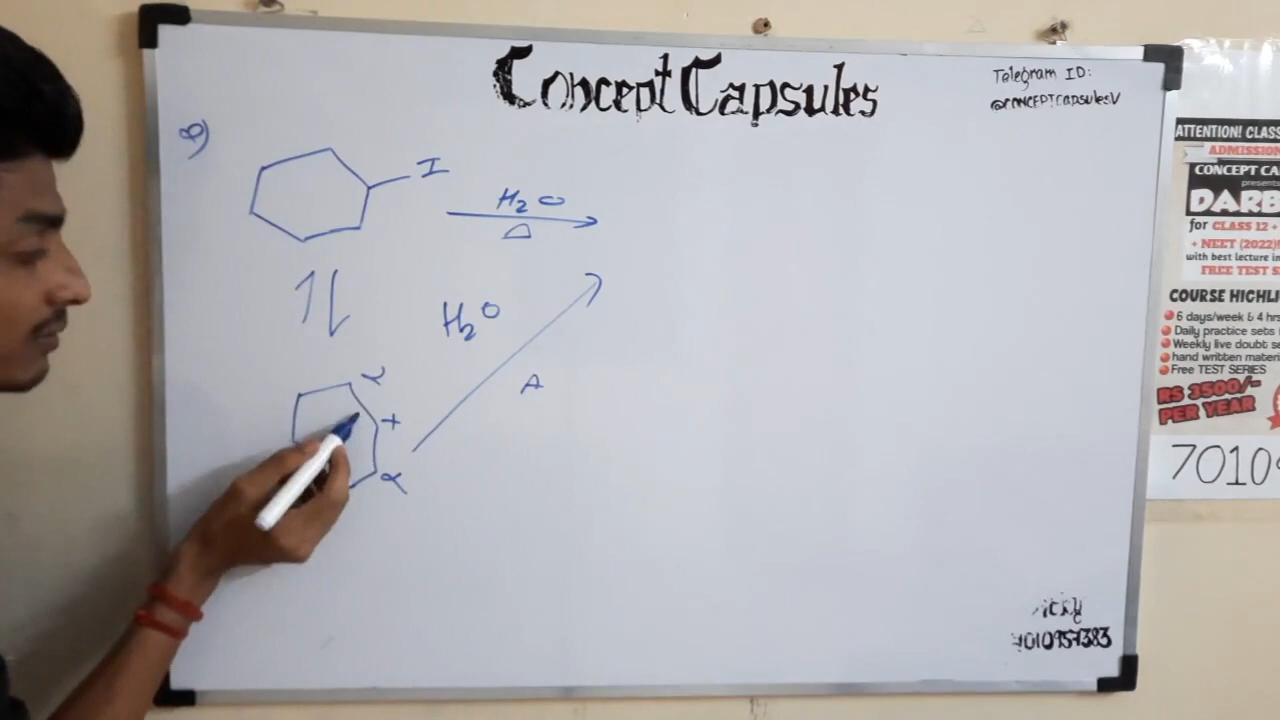 Concept Capsules
Telegram ID:
@CONCEPTCapsulesV
Q)
I
H2O
Δ
H2O
Δ
α
+
α
7010957383
ATTENTION! CLASS
ADMISSION
CONCEPT CA
presents
DARB
for CLASS 12 +
+ NEET (2022)
with best lecture in
FREE TEST S
COURSE HIGHLI
6 days/week & 4 hrs
Daily practice sets
Weekly live doubt se
hand written mater
Free TEST SERIES
RS 3500/-
PER YEAR
7010